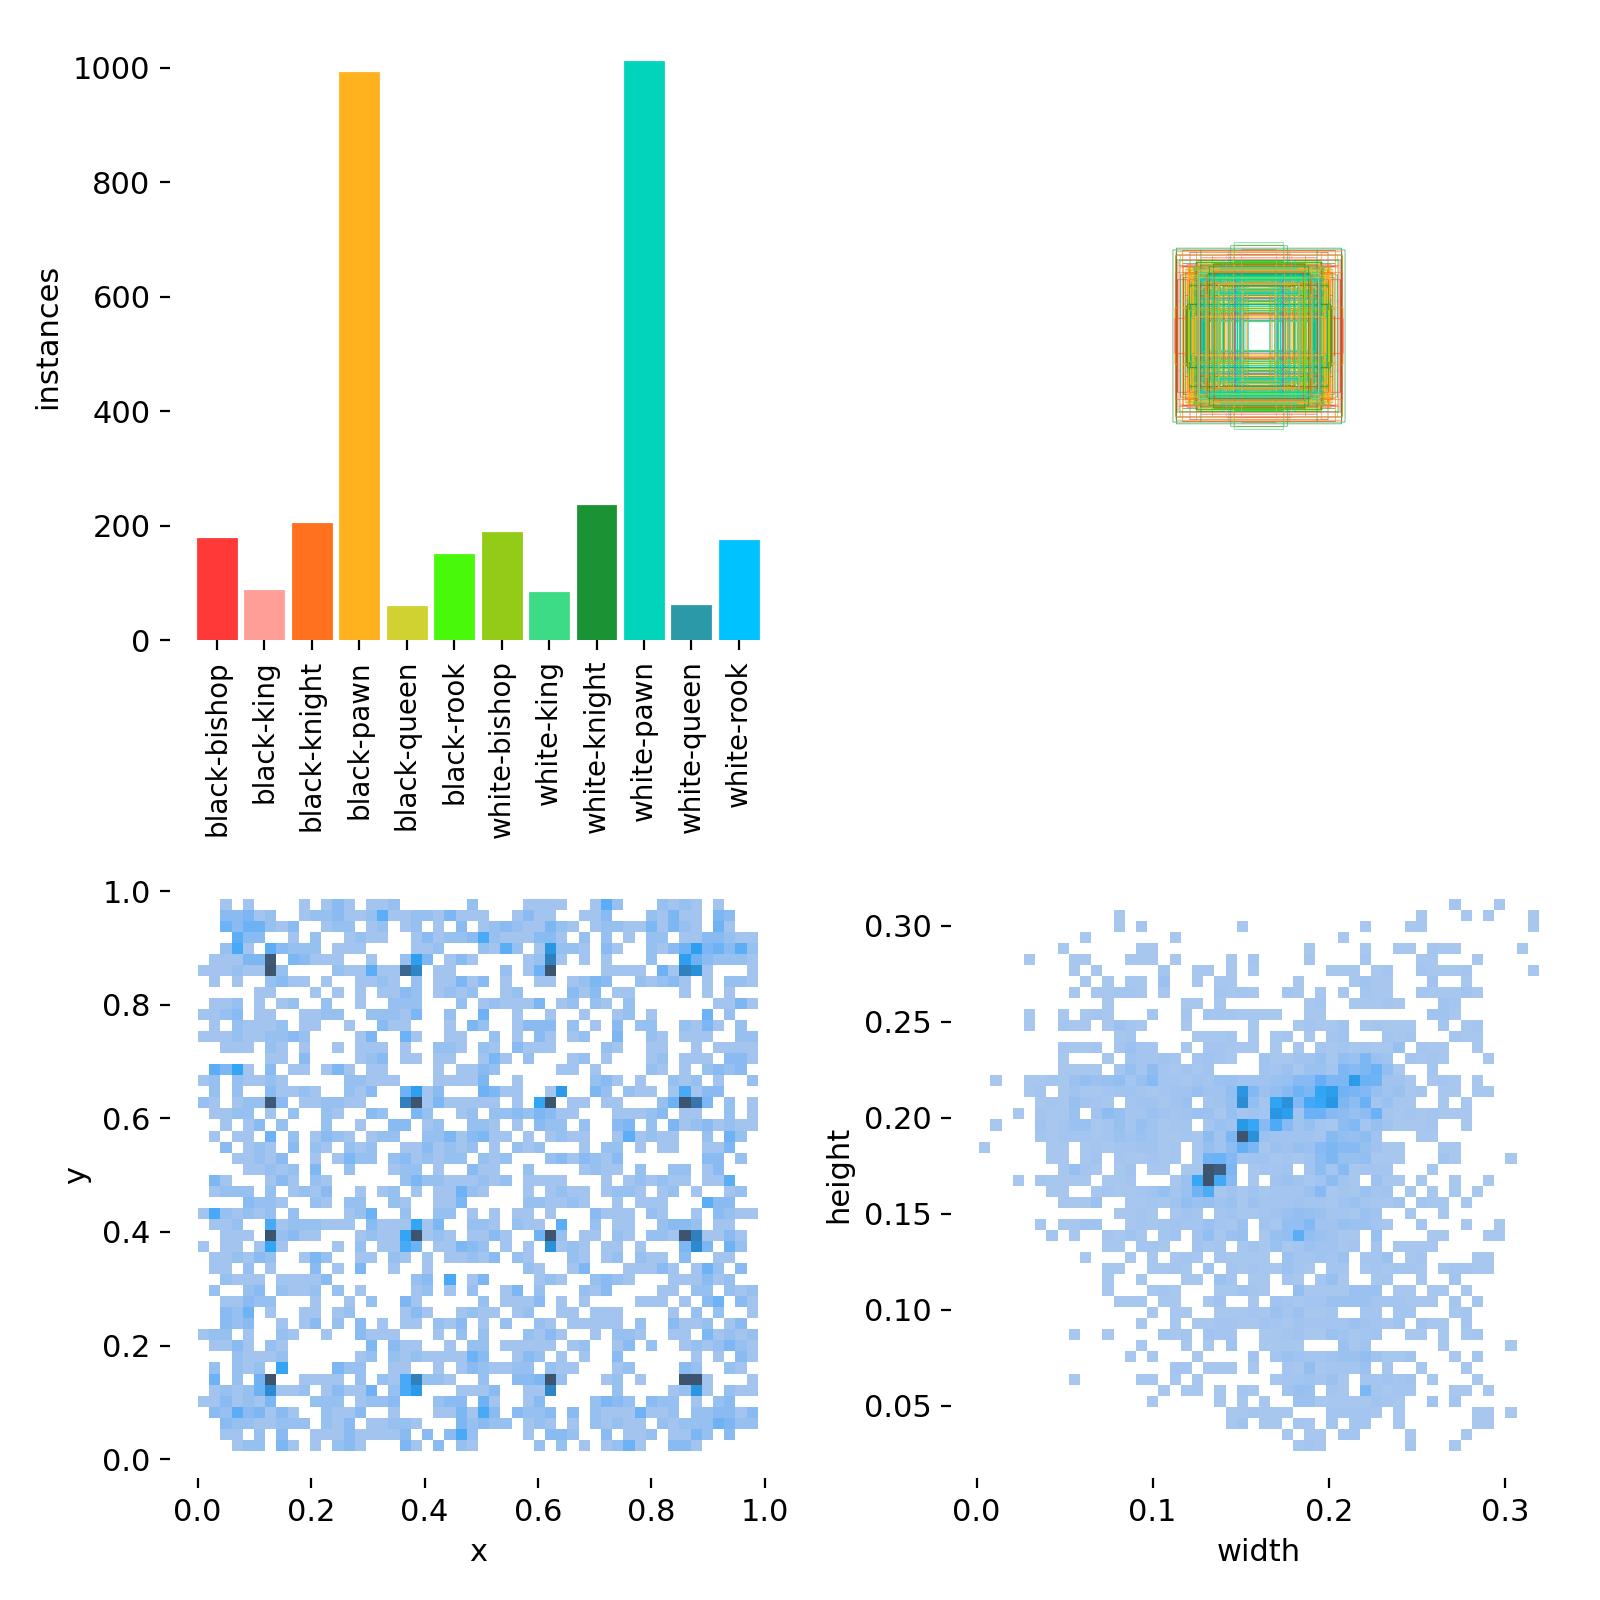 instances
1000
800
600
400
200
0
black-bishop
black-king
black-knight
black-pawn
black-queen
black-rook
white-bishop
white-king
white-knight
white-pawn
white-queen
white-rook
y
1.0
0.8
0.6
0.4
0.2
0.0
0.0 0.2 0.4 0.6 0.8 1.0
x
height
0.30
0.25
0.20
0.15
0.10
0.05
0.0 0.1 0.2 0.3
width